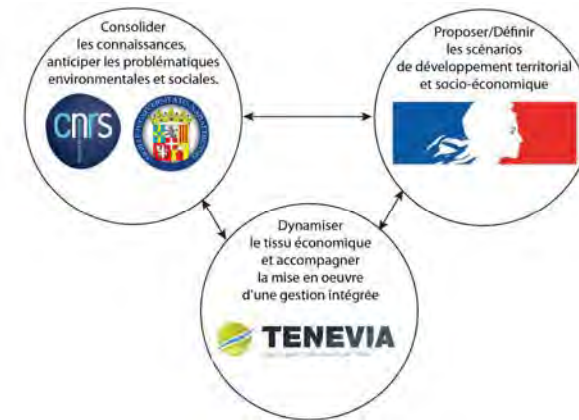 Consolider
les connaissances,
anticiper les problématiques
environmentales et sociales.
cnrs
Proposer/Définir
les scénarios
de développement territorial
et socio-économique
Dynamiser
le tissu économique
et accompagner
la mise en oeuvre
d'une gestion intégrée
TENEVIA